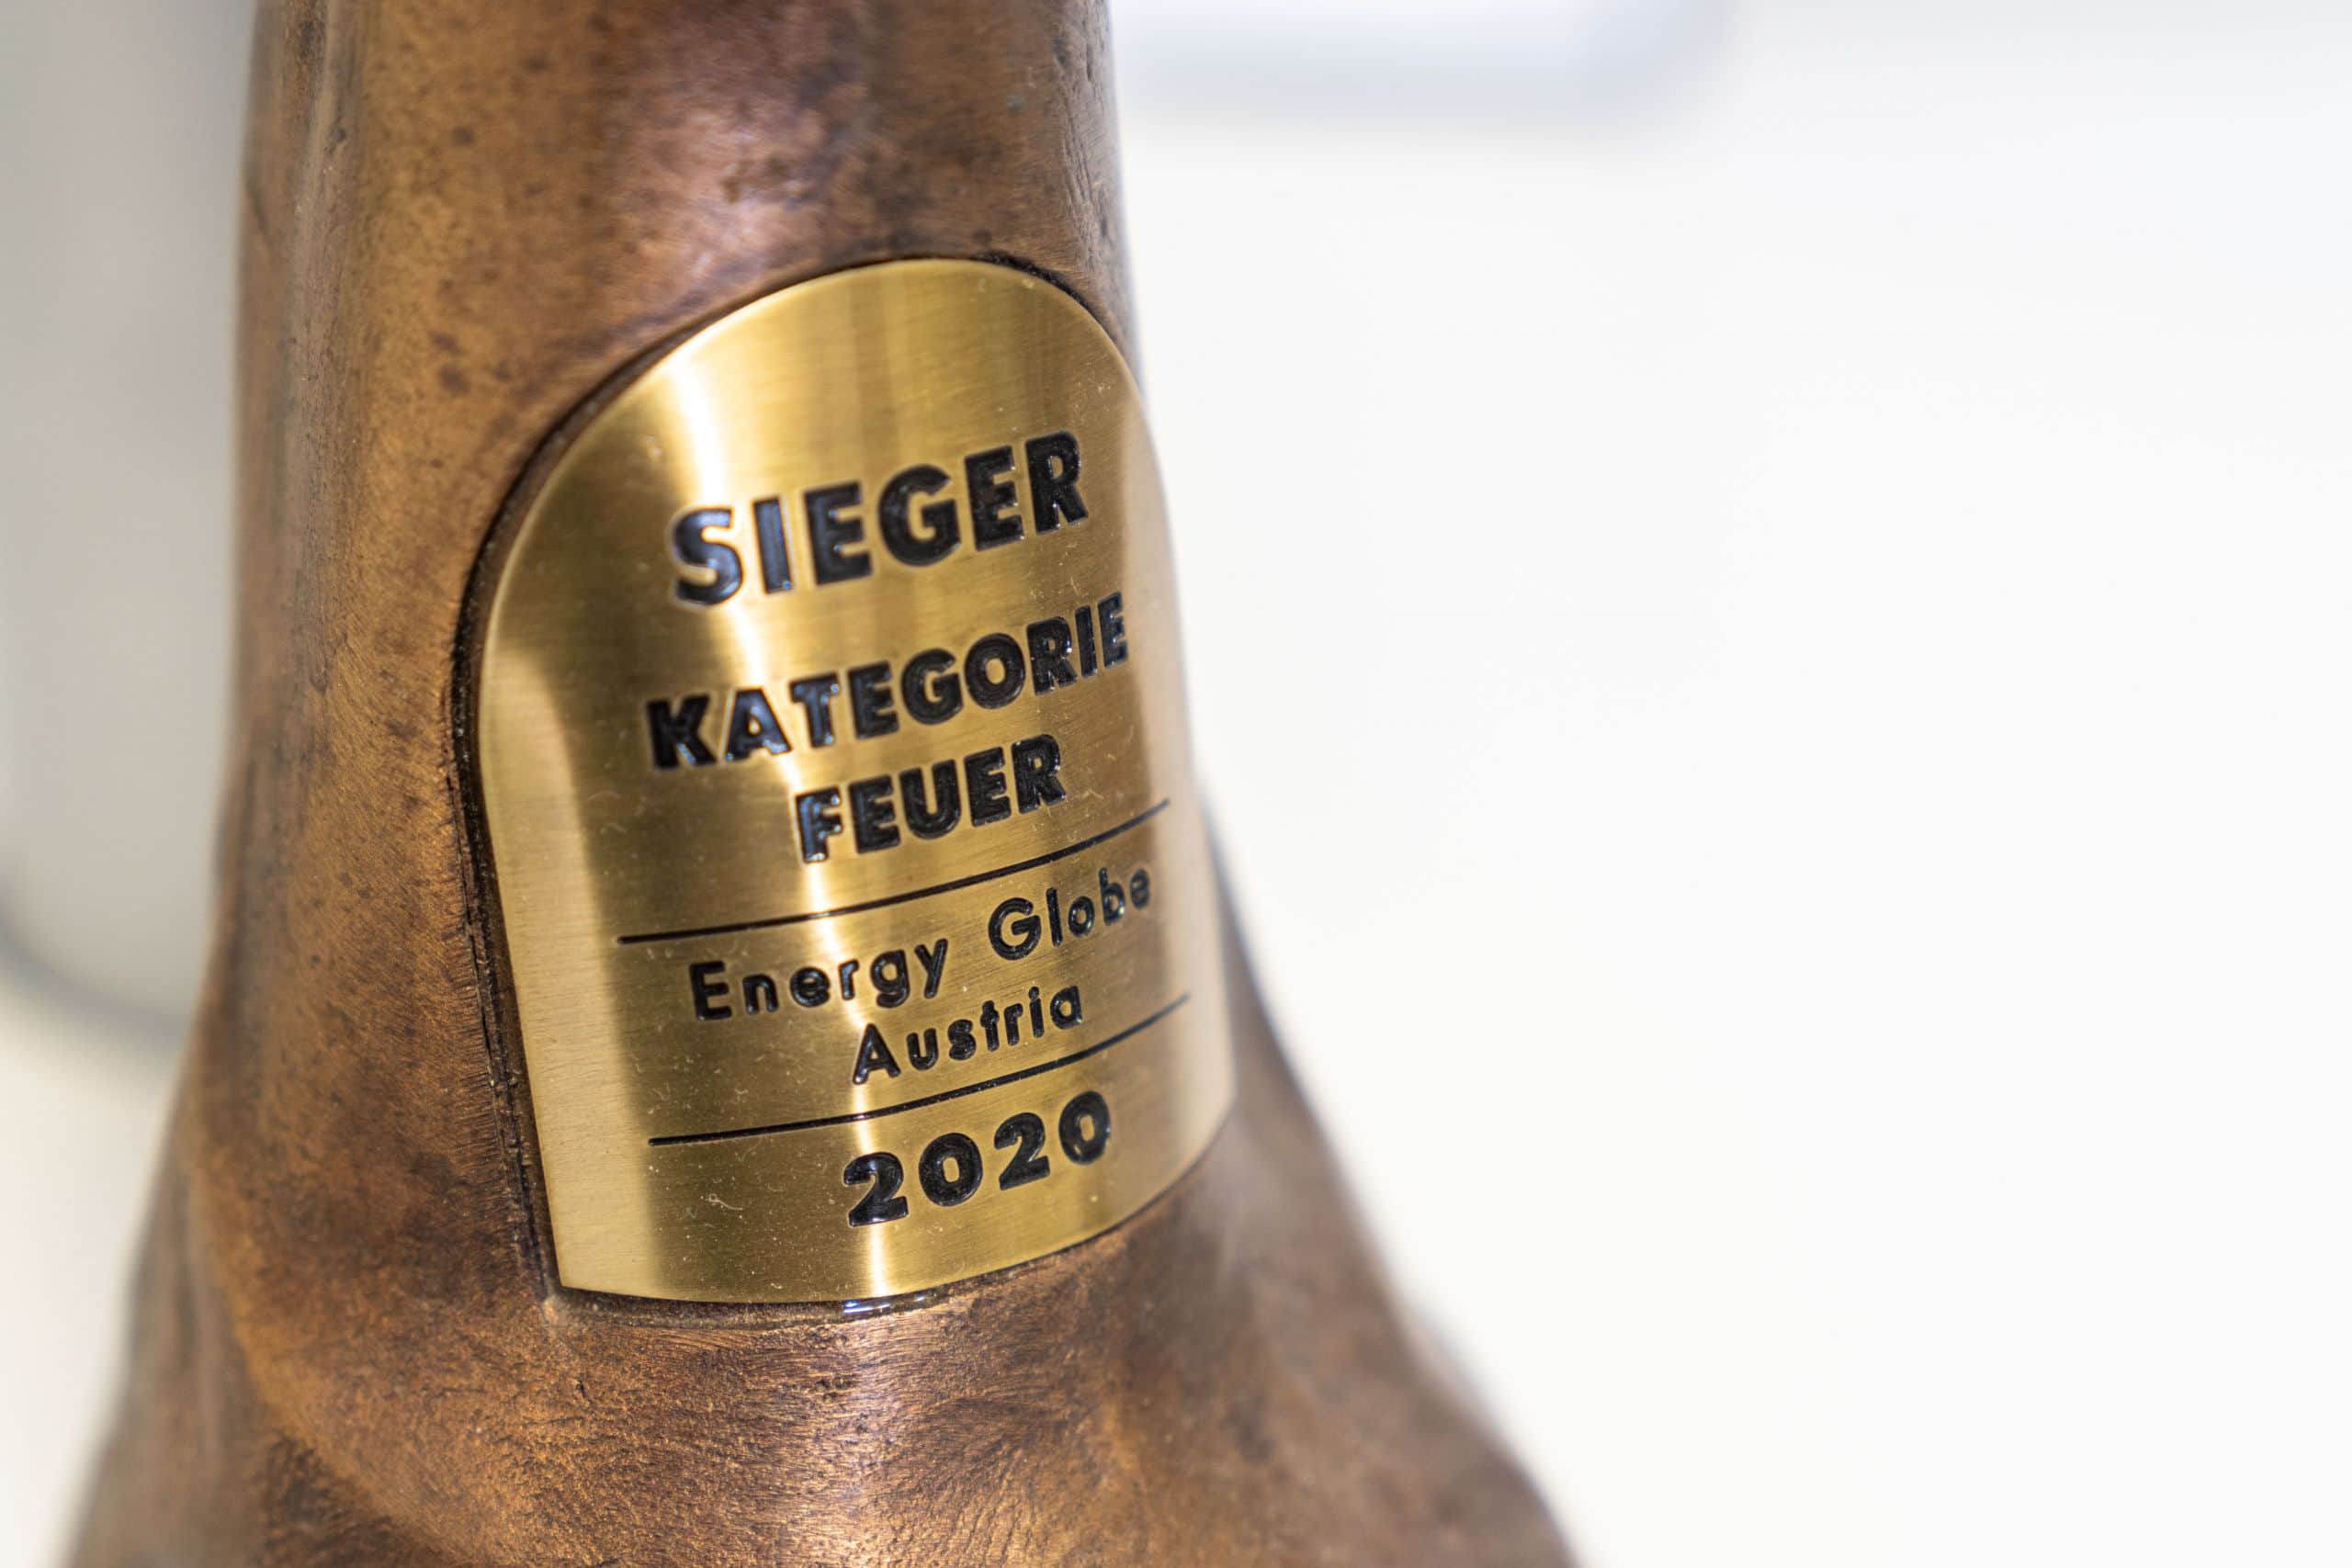 SIEGER
KATEGORIE
FEUER
Energy Globe
Austria
2020